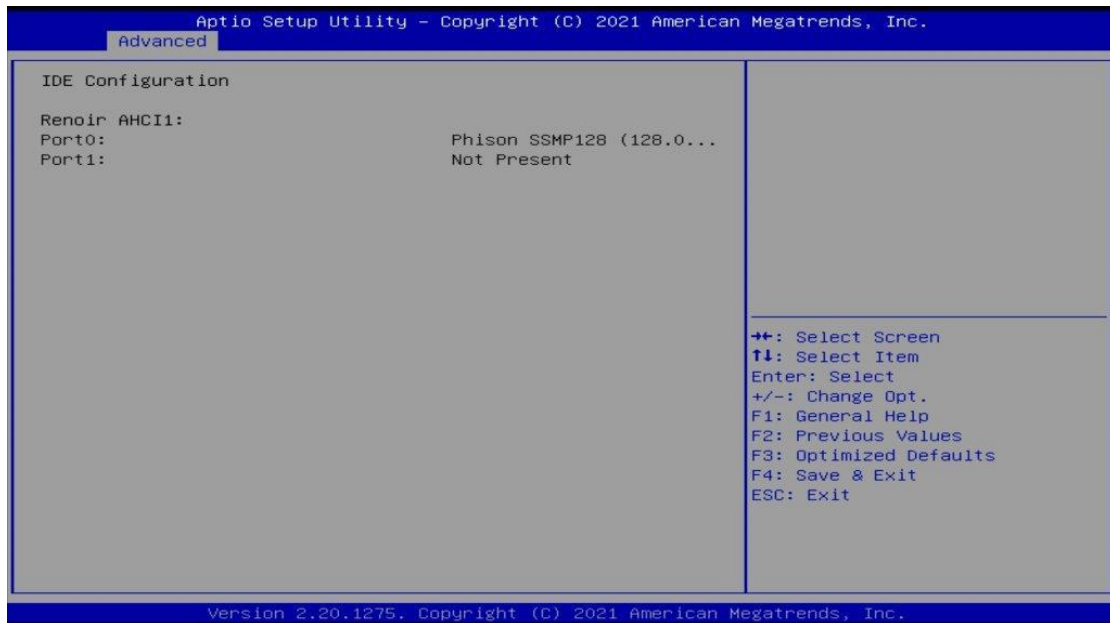 Aptio Setup Utility – Copyright (C) 2021 American Megatrends, Inc.
Advanced
IDE Configuration
Renoir AHCI1:
Port0: Phison SSMP128 (128.0...
Port1: Not Present
→←: Select Screen
↑↓: Select Item
Enter: Select
+/-: Change Opt.
F1: General Help
F2: Previous Values
F3: Optimized Defaults
F4: Save & Exit
ESC: Exit
Version 2.20.1275. Copyright (C) 2021 American Megatrends, Inc.